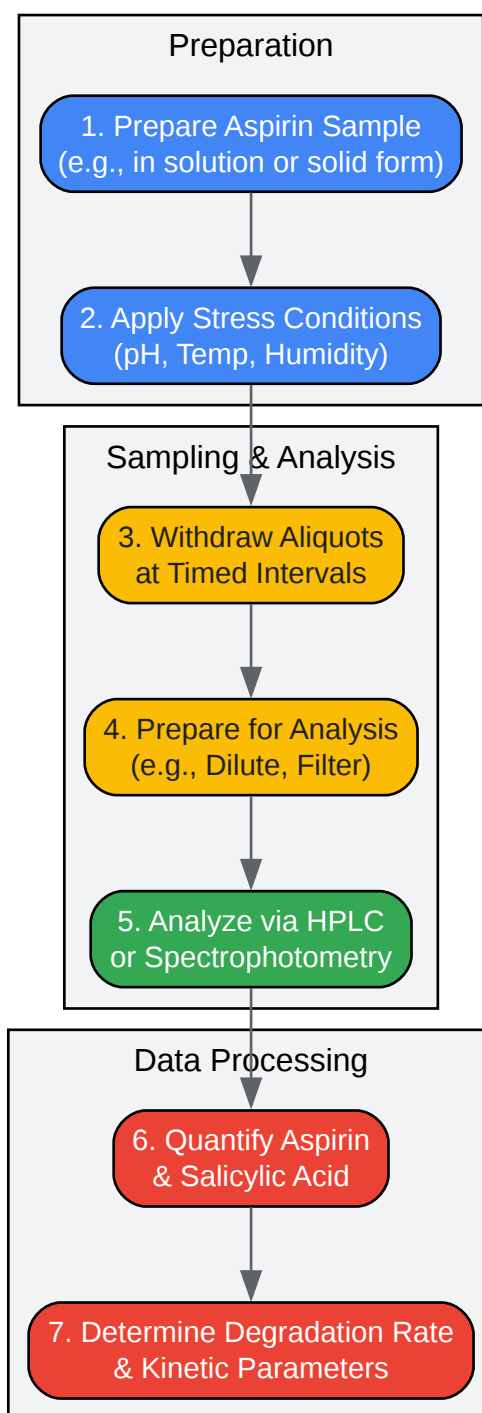 Preparation
1. Prepare Aspirin Sample
(e.g., in solution or solid form)
2. Apply Stress Conditions
(pH, Temp, Humidity)
Sampling & Analysis
3. Withdraw Aliquots
at Timed Intervals
4. Prepare for Analysis
(e.g., Dilute, Filter)
5. Analyze via HPLC
or Spectrophotometry
Data Processing
6. Quantify Aspirin
& Salicylic Acid
7. Determine Degradation Rate
& Kinetic Parameters